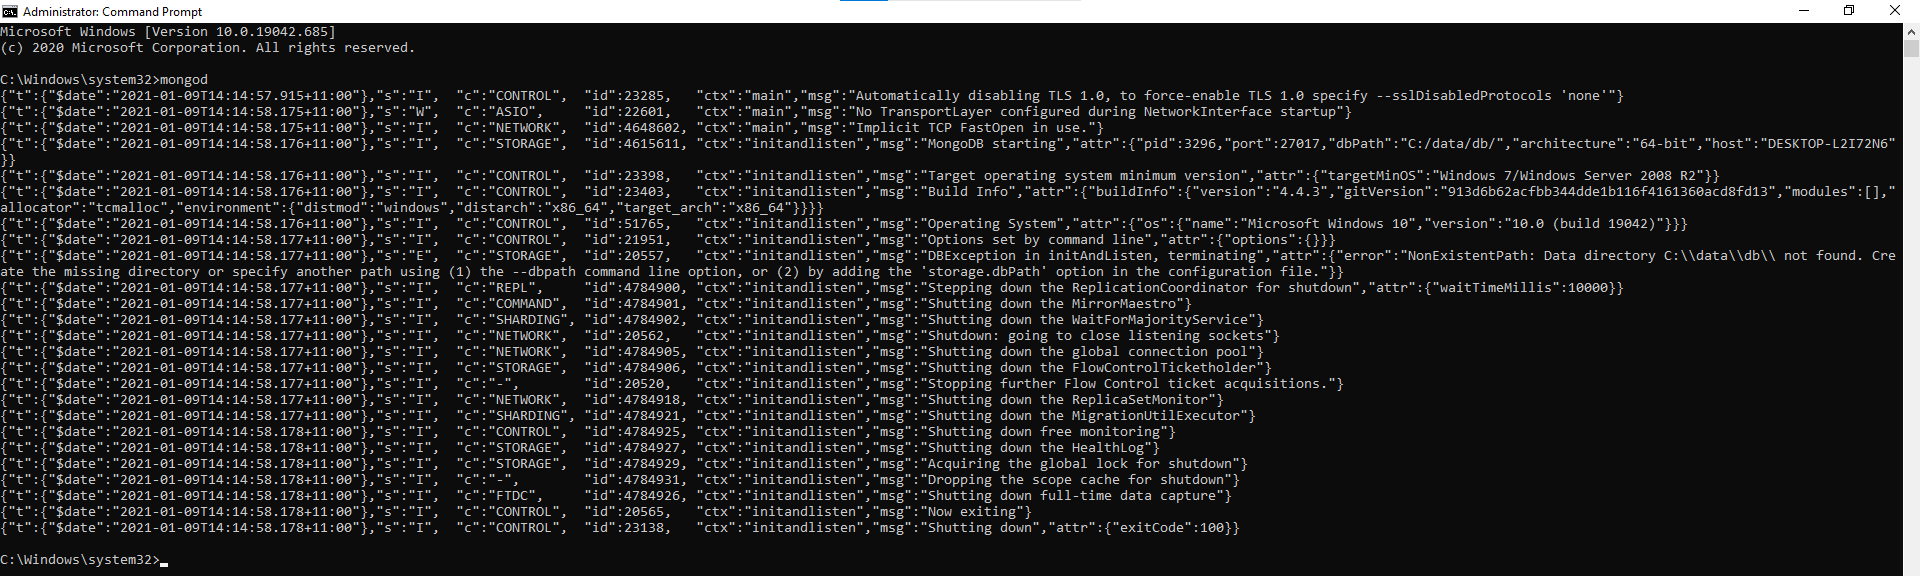 Administrator: Command Prompt
Microsoft Windows [Version 10.0.19042.685]
(c) 2020 Microsoft Corporation. All rights reserved.
C:\Windows\system32>mongod
{"t":{"$date":"2021-01-09T14:14:57.915+11:00"},"s":"I",  "c":"CONTROL",  "id":23285,   "ctx":"main","msg":"Automatically disabling TLS 1.0, to force-enable TLS 1.0 specify --sslDisabledProtocols 'none'"}
{"t":{"$date":"2021-01-09T14:14:58.175+11:00"},"s":"W",  "c":"ASIO",     "id":22601,   "ctx":"main","msg":"No TransportLayer configured during NetworkInterface startup"}
{"t":{"$date":"2021-01-09T14:14:58.175+11:00"},"s":"I",  "c":"NETWORK",  "id":4648602, "ctx":"main","msg":"Implicit TCP FastOpen in use."}
{"t":{"$date":"2021-01-09T14:14:58.176+11:00"},"s":"I",  "c":"STORAGE",  "id":4615611, "ctx":"initandlisten","msg":"MongoDB starting","attr":{"pid":3296,"port":27017,"dbPath":"C:/data/db/","architecture":"64-bit","host":"DESKTOP-L2I72N6"
}}
{"t":{"$date":"2021-01-09T14:14:58.176+11:00"},"s":"I",  "c":"CONTROL",  "id":23398,   "ctx":"initandlisten","msg":"Target operating system minimum version","attr":{"targetMinOS":"Windows 7/Windows Server 2008 R2"}}
{"t":{"$date":"2021-01-09T14:14:58.176+11:00"},"s":"I",  "c":"CONTROL",  "id":23403,   "ctx":"initandlisten","msg":"Build Info","attr":{"buildInfo":{"version":"4.4.3","gitVersion":"913d6b62acfbb344dde1b116f4161360acd8fd13","modules":[],"
allocator":"tcmalloc","environment":{"distmod":"windows","distarch":"x86_64","target_arch":"x86_64"}}}}
{"t":{"$date":"2021-01-09T14:14:58.176+11:00"},"s":"I",  "c":"CONTROL",  "id":51765,   "ctx":"initandlisten","msg":"Operating System","attr":{"os":{"name":"Microsoft Windows 10","version":"10.0 (build 19042)"}}}
{"t":{"$date":"2021-01-09T14:14:58.177+11:00"},"s":"I",  "c":"CONTROL",  "id":21951,   "ctx":"initandlisten","msg":"Options set by command line","attr":{"options":{}}}
{"t":{"$date":"2021-01-09T14:14:58.177+11:00"},"s":"E",  "c":"STORAGE",  "id":20557,   "ctx":"initandlisten","msg":"DBException in initAndListen, terminating","attr":{"error":"NonExistentPath: Data directory C:\\data\\db\\ not found. Cre
ate the missing directory or specify another path using (1) the --dbpath command line option, or (2) by adding the 'storage.dbPath' option in the configuration file."}}
{"t":{"$date":"2021-01-09T14:14:58.177+11:00"},"s":"I",  "c":"REPL",     "id":4784900, "ctx":"initandlisten","msg":"Stepping down the ReplicationCoordinator for shutdown","attr":{"waitTimeMillis":10000}}
{"t":{"$date":"2021-01-09T14:14:58.177+11:00"},"s":"I",  "c":"COMMAND",  "id":4784901, "ctx":"initandlisten","msg":"Shutting down the MirrorMaestro"}
{"t":{"$date":"2021-01-09T14:14:58.177+11:00"},"s":"I",  "c":"SHARDING", "id":4784902, "ctx":"initandlisten","msg":"Shutting down the WaitForMajorityService"}
{"t":{"$date":"2021-01-09T14:14:58.177+11:00"},"s":"I",  "c":"NETWORK",  "id":20562,   "ctx":"initandlisten","msg":"Shutdown: going to close listening sockets"}
{"t":{"$date":"2021-01-09T14:14:58.177+11:00"},"s":"I",  "c":"NETWORK",  "id":4784905, "ctx":"initandlisten","msg":"Shutting down the global connection pool"}
{"t":{"$date":"2021-01-09T14:14:58.177+11:00"},"s":"I",  "c":"STORAGE",  "id":4784906, "ctx":"initandlisten","msg":"Shutting down the FlowControlTicketholder"}
{"t":{"$date":"2021-01-09T14:14:58.177+11:00"},"s":"I",  "c":"-",        "id":20520,   "ctx":"initandlisten","msg":"Stopping further Flow Control ticket acquisitions."}
{"t":{"$date":"2021-01-09T14:14:58.177+11:00"},"s":"I",  "c":"NETWORK",  "id":4784918, "ctx":"initandlisten","msg":"Shutting down the ReplicaSetMonitor"}
{"t":{"$date":"2021-01-09T14:14:58.177+11:00"},"s":"I",  "c":"SHARDING", "id":4784921, "ctx":"initandlisten","msg":"Shutting down the MigrationUtilExecutor"}
{"t":{"$date":"2021-01-09T14:14:58.178+11:00"},"s":"I",  "c":"CONTROL",  "id":4784925, "ctx":"initandlisten","msg":"Shutting down free monitoring"}
{"t":{"$date":"2021-01-09T14:14:58.178+11:00"},"s":"I",  "c":"STORAGE",  "id":4784927, "ctx":"initandlisten","msg":"Shutting down the HealthLog"}
{"t":{"$date":"2021-01-09T14:14:58.178+11:00"},"s":"I",  "c":"STORAGE",  "id":4784929, "ctx":"initandlisten","msg":"Acquiring the global lock for shutdown"}
{"t":{"$date":"2021-01-09T14:14:58.178+11:00"},"s":"I",  "c":"-",        "id":4784931, "ctx":"initandlisten","msg":"Dropping the scope cache for shutdown"}
{"t":{"$date":"2021-01-09T14:14:58.178+11:00"},"s":"I",  "c":"FTDC",     "id":4784926, "ctx":"initandlisten","msg":"Shutting down full-time data capture"}
{"t":{"$date":"2021-01-09T14:14:58.178+11:00"},"s":"I",  "c":"CONTROL",  "id":20565,   "ctx":"initandlisten","msg":"Now exiting"}
{"t":{"$date":"2021-01-09T14:14:58.178+11:00"},"s":"I",  "c":"CONTROL",  "id":23138,   "ctx":"initandlisten","msg":"Shutting down","attr":{"exitCode":100}}
C:\Windows\system32>